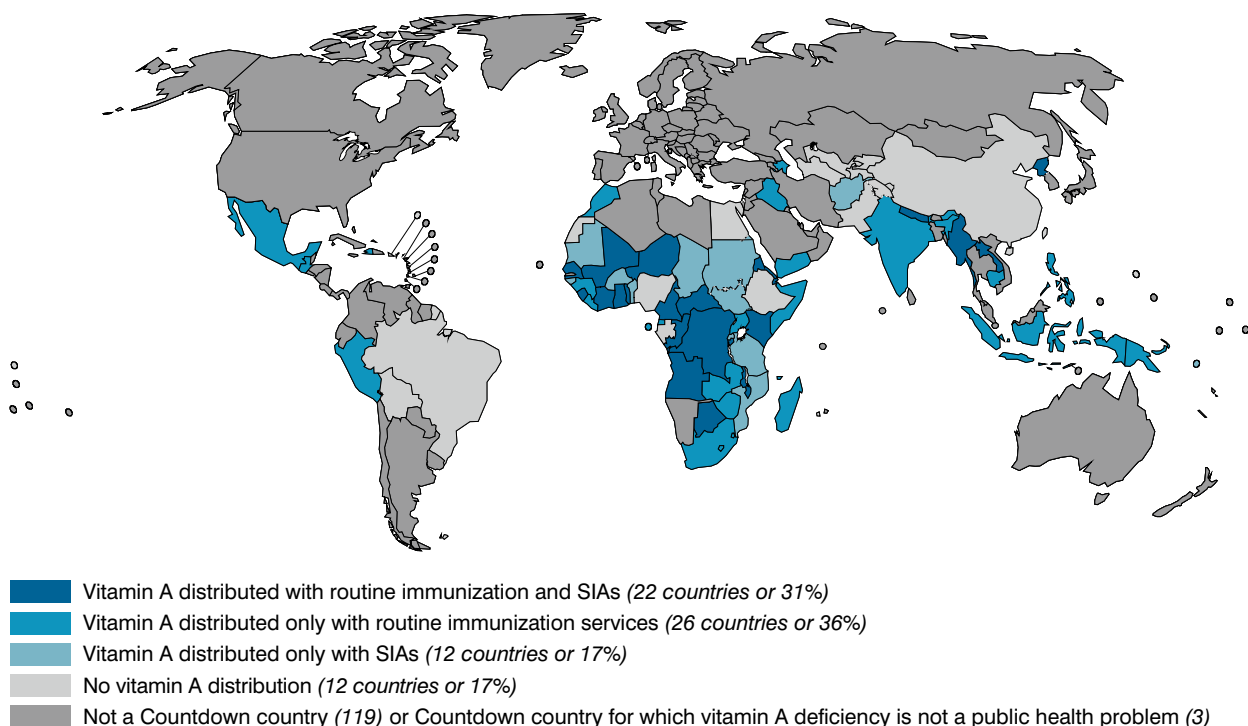 Vitamin A distributed with routine immunization and SIAs (22 countries or 31%)
Vitamin A distributed only with routine immunization services (26 countries or 36%)
Vitamin A distributed only with SIAs (12 countries or 17%)
No vitamin A distribution (12 countries or 17%)
Not a Countdown country (119) or Countdown country for which vitamin A deficiency is not a public health problem (3)